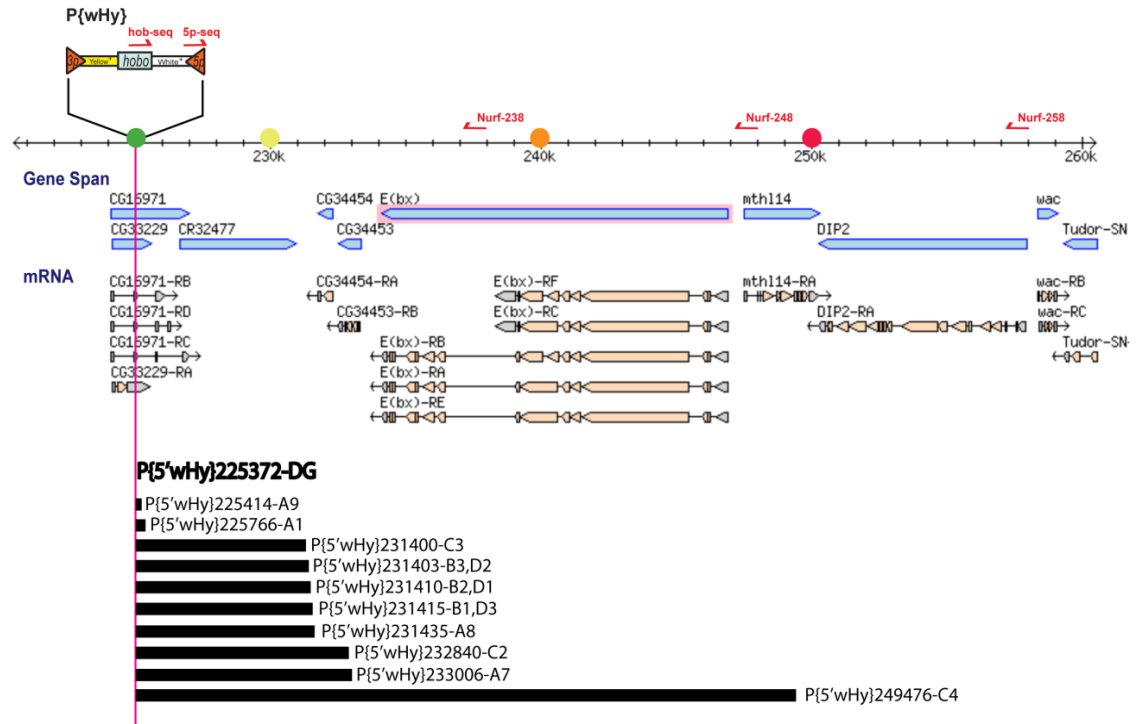 P{wHy}
hob-seq 5p-seq
3p Yellow+ hobo White+ 5p
Nurf-238 Nurf-248 Nurf-258
230k 240k 250k 260k
Gene Span
CG16971 CG34454 E(bx) mthl14 wac
CG33229 CR32477 CG34453 DIP2 Tudor-SN
mRNA
CG16971-RB CG34454-RA E(bx)-RF mthl14-RA wac-RB
CG16971-RD CG34453-RB E(bx)-RC DIP2-RA wac-RC
CG16971-RC E(bx)-RB Tudor-SN-
CG33229-RA E(bx)-RA
E(bx)-RE
P{5'wHy}225372-DG
P{5'wHy}225414-A9
P{5'wHy}225766-A1
P{5'wHy}231400-C3
P{5'wHy}231403-B3,D2
P{5'wHy}231410-B2,D1
P{5'wHy}231415-B1,D3
P{5'wHy}231435-A8
P{5'wHy}232840-C2
P{5'wHy}233006-A7
P{5'wHy}249476-C4